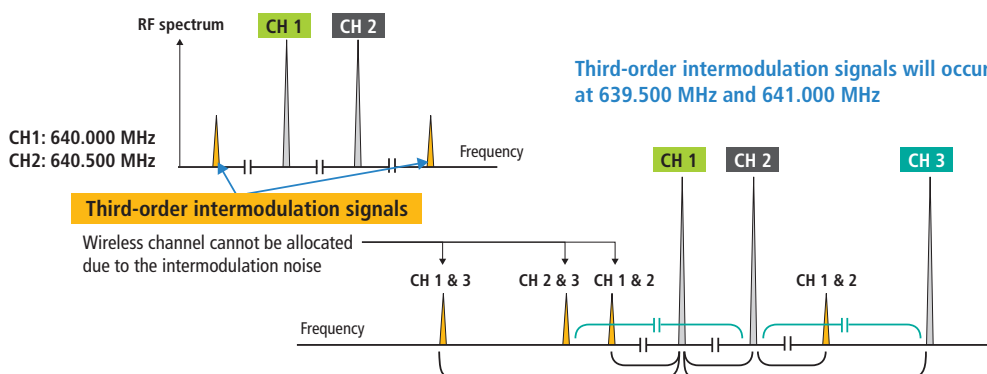 RF spectrum
CH 1
CH 2
Third-order intermodulation signals will occur
at 639.500 MHz and 641.000 MHz
CH1: 640.000 MHz
CH2: 640.500 MHz
Frequency
CH 1
CH 2
CH 3
Third-order intermodulation signals
Wireless channel cannot be allocated
due to the intermodulation noise
CH 1 & 3
CH 2 & 3
CH 1 & 2
CH 1 & 2
Frequency